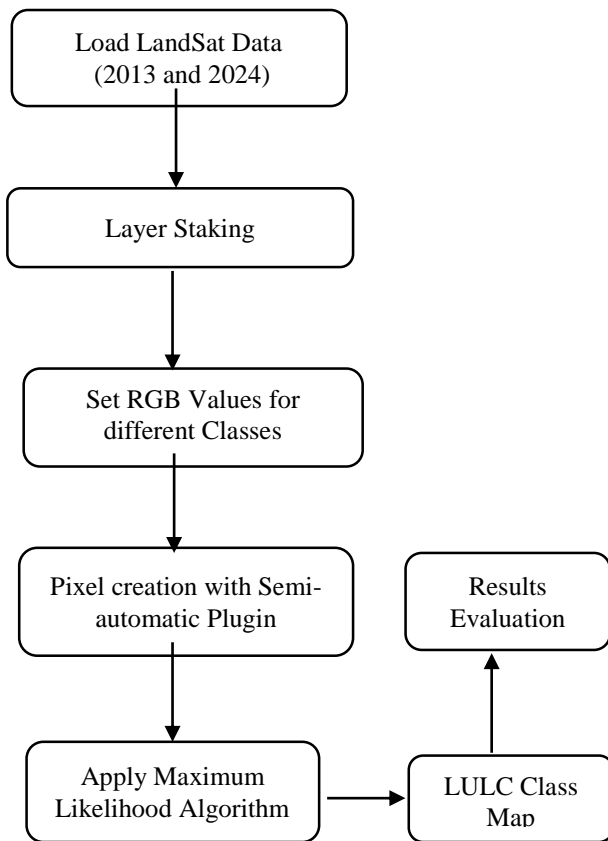 Load LandSat Data
(2013 and 2024)
Layer Staking
Set RGB Values for
different Classes
Pixel creation with Semi-
automatic Plugin
Apply Maximum
Likelihood Algorithm
LULC Class
Map
Results
Evaluation